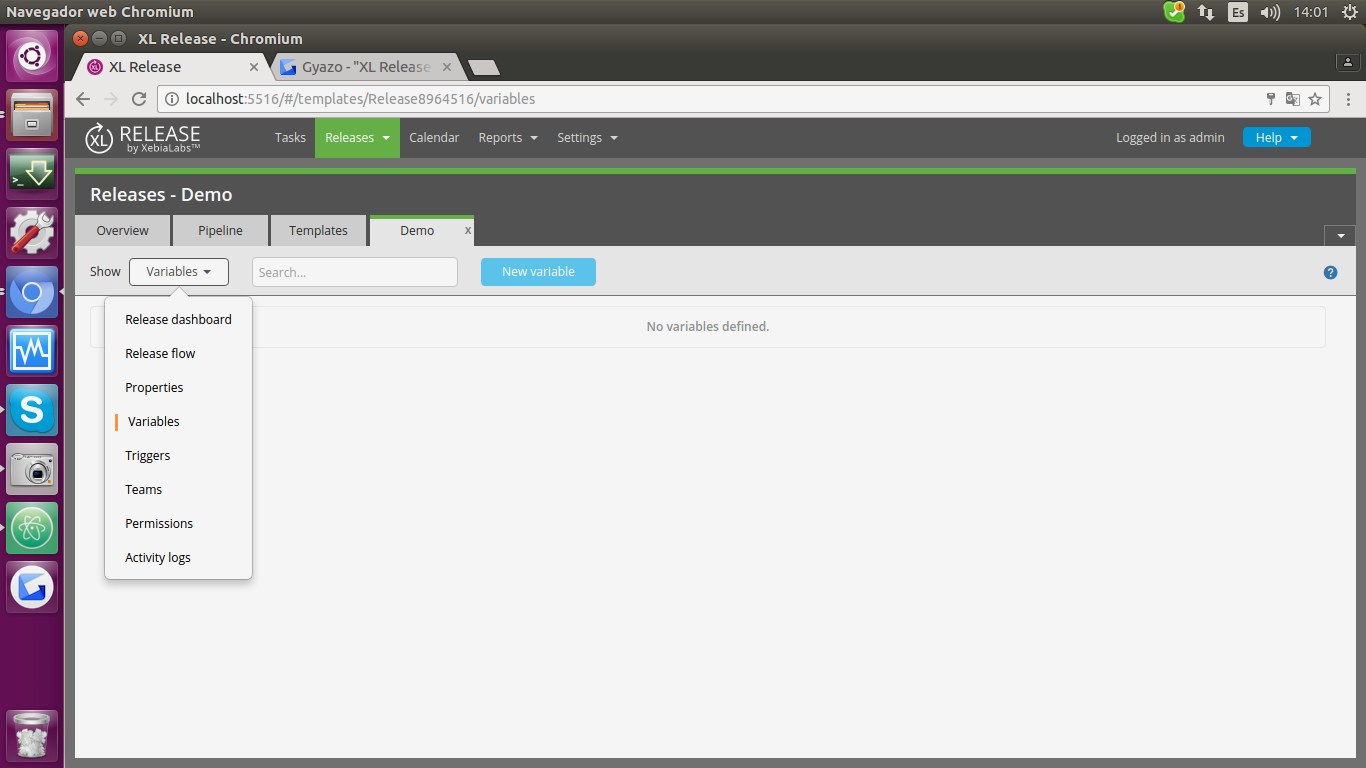 Navegador web Chromium
1
Es
14:01
XL Release - Chromium
XL Release
Gyazo - "XL Release
localhost:5516/#/templates/Release8964516/variables
XL RELEASE
by XebiaLabs™
Tasks
Releases
Calendar
Reports
Settings
Logged in as admin
Help
Releases - Demo
Overview
Pipeline
Templates
Demo
x
Show
Variables
Search...
New variable
?
No variables defined.
Release dashboard
Release flow
Properties
Variables
Triggers
Teams
Permissions
Activity logs
>_
S